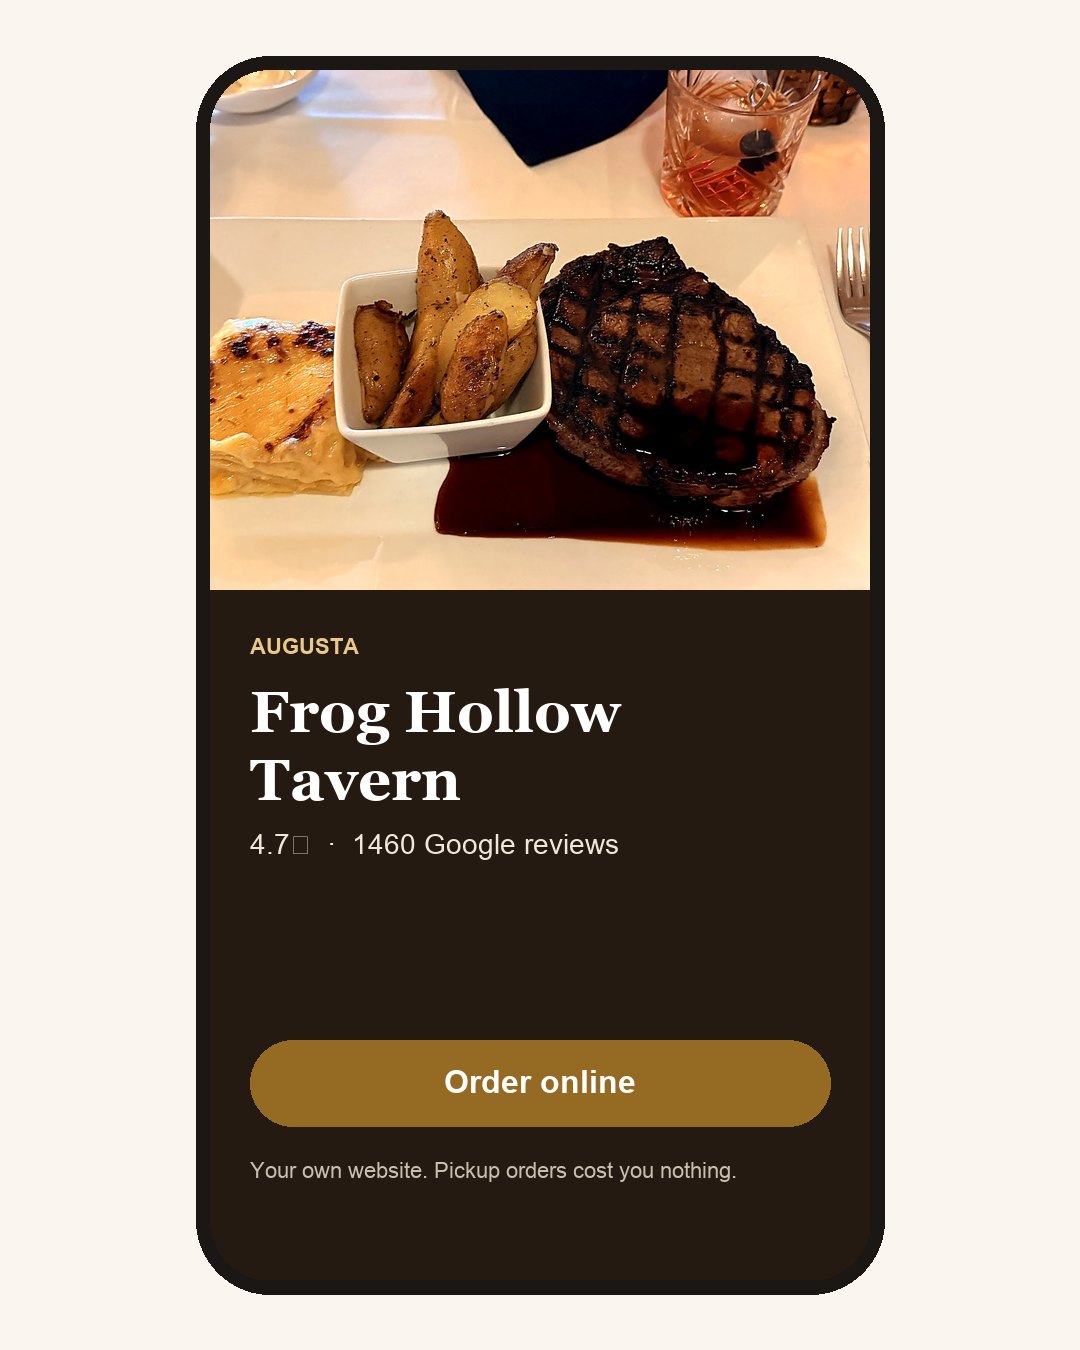 AUGUSTA
Frog Hollow
Tavern
4.7□ · 1460 Google reviews
Order online
Your own website. Pickup orders cost you nothing.